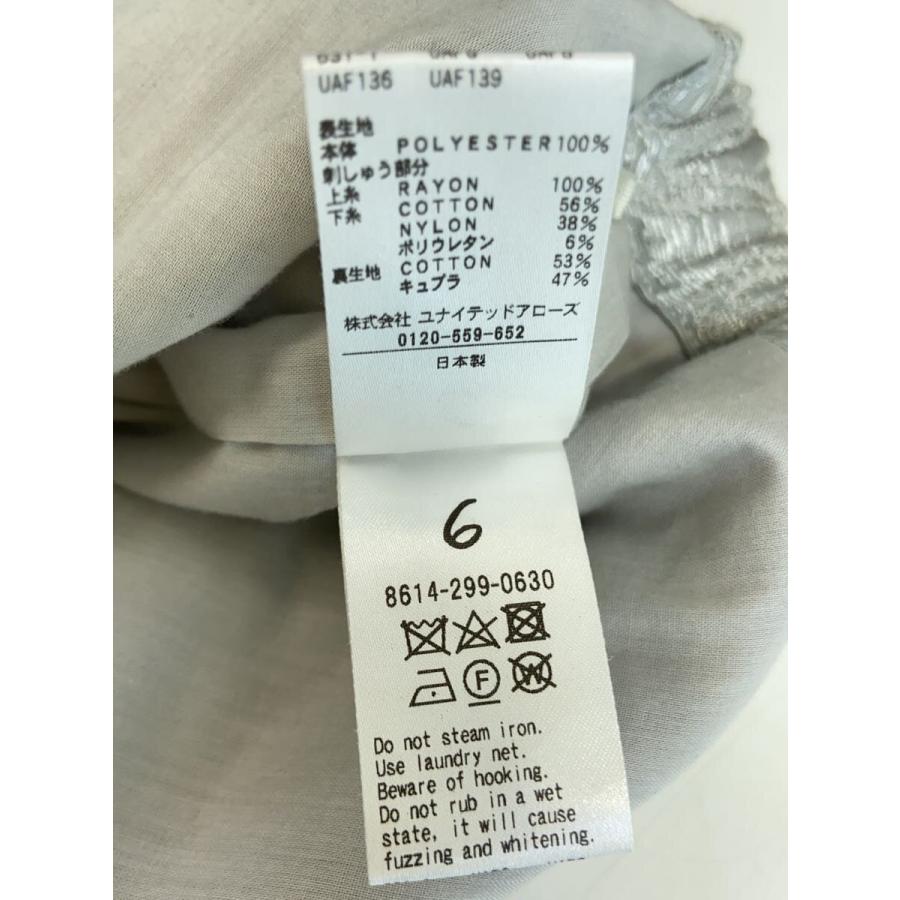 UAF136 UAF139
表生地
本体 POLYESTER 100%
刺しゅう部分
上糸 RAYON 100%
下糸 COTTON 56%
NYLON 38%
ポリウレタン 6%
裏生地 COTTON 53%
キュプラ 47%
株式会社 ユナイテッドアローズ
0120-559-652
日本製
6
8614-299-0630
F W
Do not steam iron.
Use laundry net.
Beware of hooking.
Do not rub in a wet
state, it will cause
fuzzing and whitening.